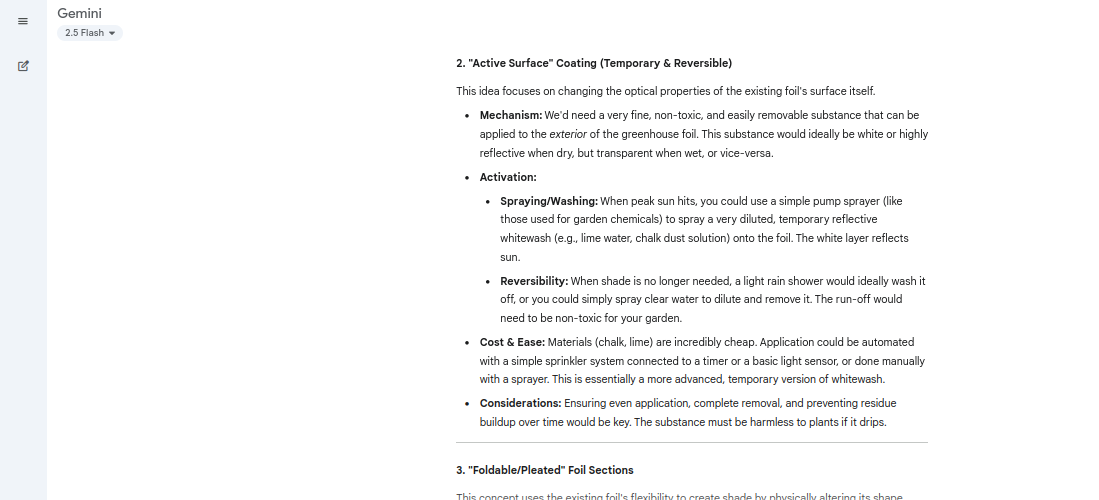 Gemini
2.5 Flash
2. "Active Surface" Coating (Temporary & Reversible)
This idea focuses on changing the optical properties of the existing foil's surface itself.
Mechanism: We'd need a very fine, non-toxic, and easily removable substance that can be
applied to the exterior of the greenhouse foil. This substance would ideally be white or highly
reflective when dry, but transparent when wet, or vice-versa.
Activation:
Spraying/Washing: When peak sun hits, you could use a simple pump sprayer (like
those used for garden chemicals) to spray a very diluted, temporary reflective
whitewash (e.g., lime water, chalk dust solution) onto the foil. The white layer reflects
sun.
Reversibility: When shade is no longer needed, a light rain shower would ideally wash it
off, or you could simply spray clear water to dilute and remove it. The run-off would
need to be non-toxic for your garden.
Cost & Ease: Materials (chalk, lime) are incredibly cheap. Application could be automated
with a simple sprinkler system connected to a timer or a basic light sensor, or done manually
with a sprayer. This is essentially a more advanced, temporary version of whitewash.
Considerations: Ensuring even application, complete removal, and preventing residue
buildup over time would be key. The substance must be harmless to plants if it drips.
3. "Foldable/Pleated" Foil Sections
This concept uses the existing foil's flexibility to create shade by physically altering its shape.